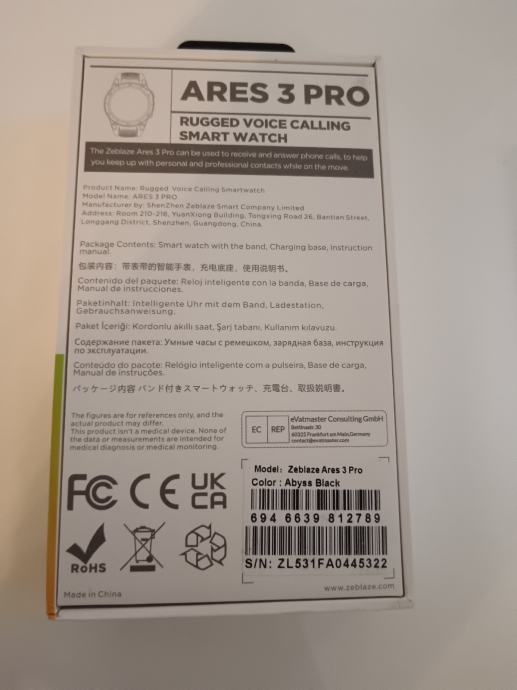 ARES 3 PRO
RUGGED VOICE CALLING
SMART WATCH
The Zeblaze Ares 3 Pro can be used to receive and answer phone calls, to help
you keep up with personal and professional contacts while on the move.
Product Name: Rugged Voice Calling Smartwatch
Model Name: ARES 3 PRO
Manufacturer by: ShenZhen Zeblaze Smart Company Limited
Address: Room 210-218, YuanXiong Building, Tongxing Road 26, Bantian Street,
Longgang District, Shenzhen, Guangdong, China.
Package Contents: Smart watch with the band, Charging base, Instruction
manual.
包装内容：带表带的智能手表，充电底座，使用说明书。
Contenido del paquete: Reloj inteligente con la banda, Base de carga,
Manual de instrucciones.
Paketinhalt: Intelligente Uhr mit dem Band, Ladestation,
Gebrauchsanweisung.
Paket İçeriği: Kordonlu akıllı saat, Şarj tabanı, Kullanım kılavuzu.
Содержание пакета: Умные часы с ремешком, зарядная база, инструкция
по эксплуатации.
Conteúdo do pacote: Relógio inteligente com a pulseira, Base de carga,
Manual de instruções.
パッケージ内容 バンド付きスマートウォッチ、充電台、取扱説明書。
The figures are for references only, and the
actual product may differ.
This product isn't a medical device. None of
the data or measurements are intended for
medical diagnosis or medical monitoring.
EC REP
eVatmaster Consulting GmbH
Bettinastr. 30
60325 Frankfurt am Main,Germany
contact@evatmaster.com
FC CE UK
CA
RoHS
Model: Zeblaze Ares 3 Pro
Color : Abyss Black
694 6639 812789
S/N: ZL531FA0445322
Made in China
www.zeblaze.com